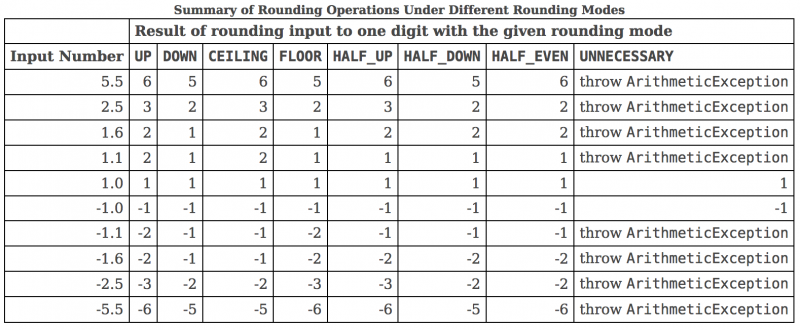 Summary of Rounding Operations Under Different Rounding Modes
Result of rounding input to one digit with the given rounding mode
Input Number UP DOWN CEILING FLOOR HALF_UP HALF_DOWN HALF_EVEN UNNECESSARY
5.5 6 5 6 5 6 5 6 throw ArithmeticException
2.5 3 2 3 2 3 2 2 throw ArithmeticException
1.6 2 1 2 1 2 2 2 throw ArithmeticException
1.1 2 1 2 1 1 1 1 throw ArithmeticException
1.0 1 1 1 1 1 1 1 1
-1.0 -1 -1 -1 -1 -1 -1 -1 -1
-1.1 -2 -1 -1 -2 -1 -1 -1 throw ArithmeticException
-1.6 -2 -1 -1 -2 -2 -2 -2 throw ArithmeticException
-2.5 -3 -2 -2 -3 -3 -2 -2 throw ArithmeticException
-5.5 -6 -5 -5 -6 -6 -5 -6 throw ArithmeticException